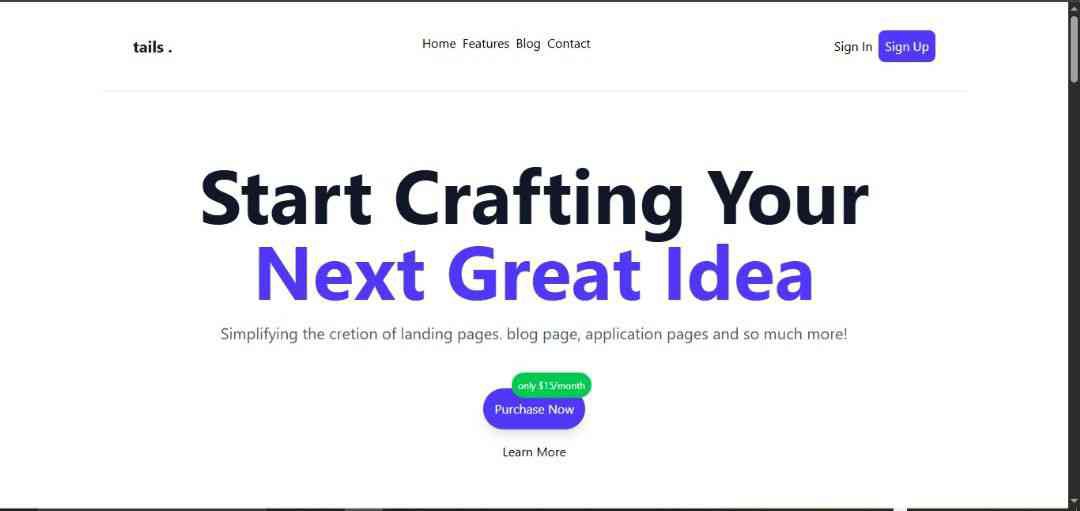 tails .
Home Features Blog Contact
Sign In Sign Up
Start Crafting Your
Next Great Idea
Simplifying the cretion of landing pages. blog page, application pages and so much more!
only $15/month
Purchase Now
Learn More